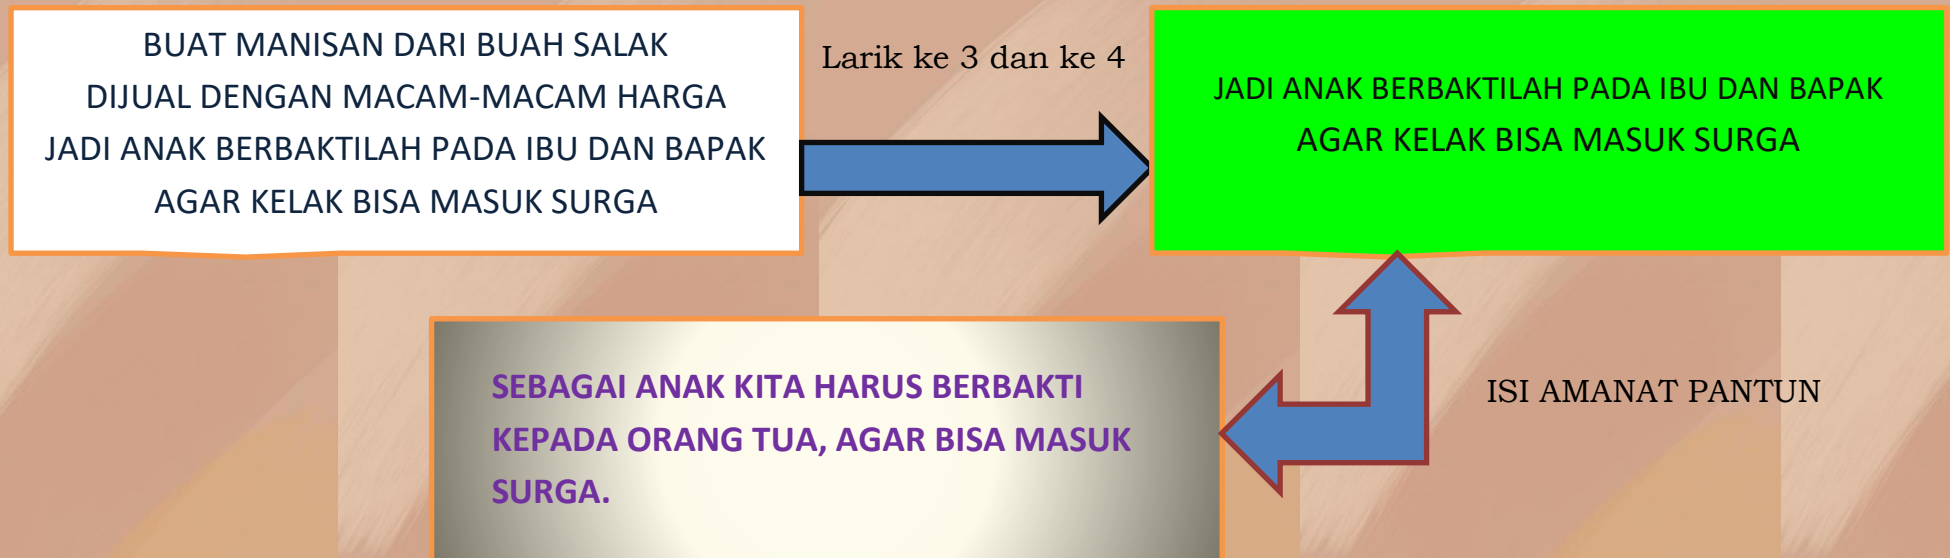 BUAT MANISAN DARI BUAH SALAK
DIJUAL DENGAN MACAM-MACAM HARGA
JADI ANAK BERBAKTILAH PADA IBU DAN BAPAK
AGAR KELAK BISA MASUK SURGA
Larik ke 3 dan ke 4
JADI ANAK BERBAKTILAH PADA IBU DAN BAPAK
AGAR KELAK BISA MASUK SURGA
SEBAGAI ANAK KITA HARUS BERBAKTI
KEPADA ORANG TUA, AGAR BISA MASUK
SURGA.
ISI AMANAT PANTUN